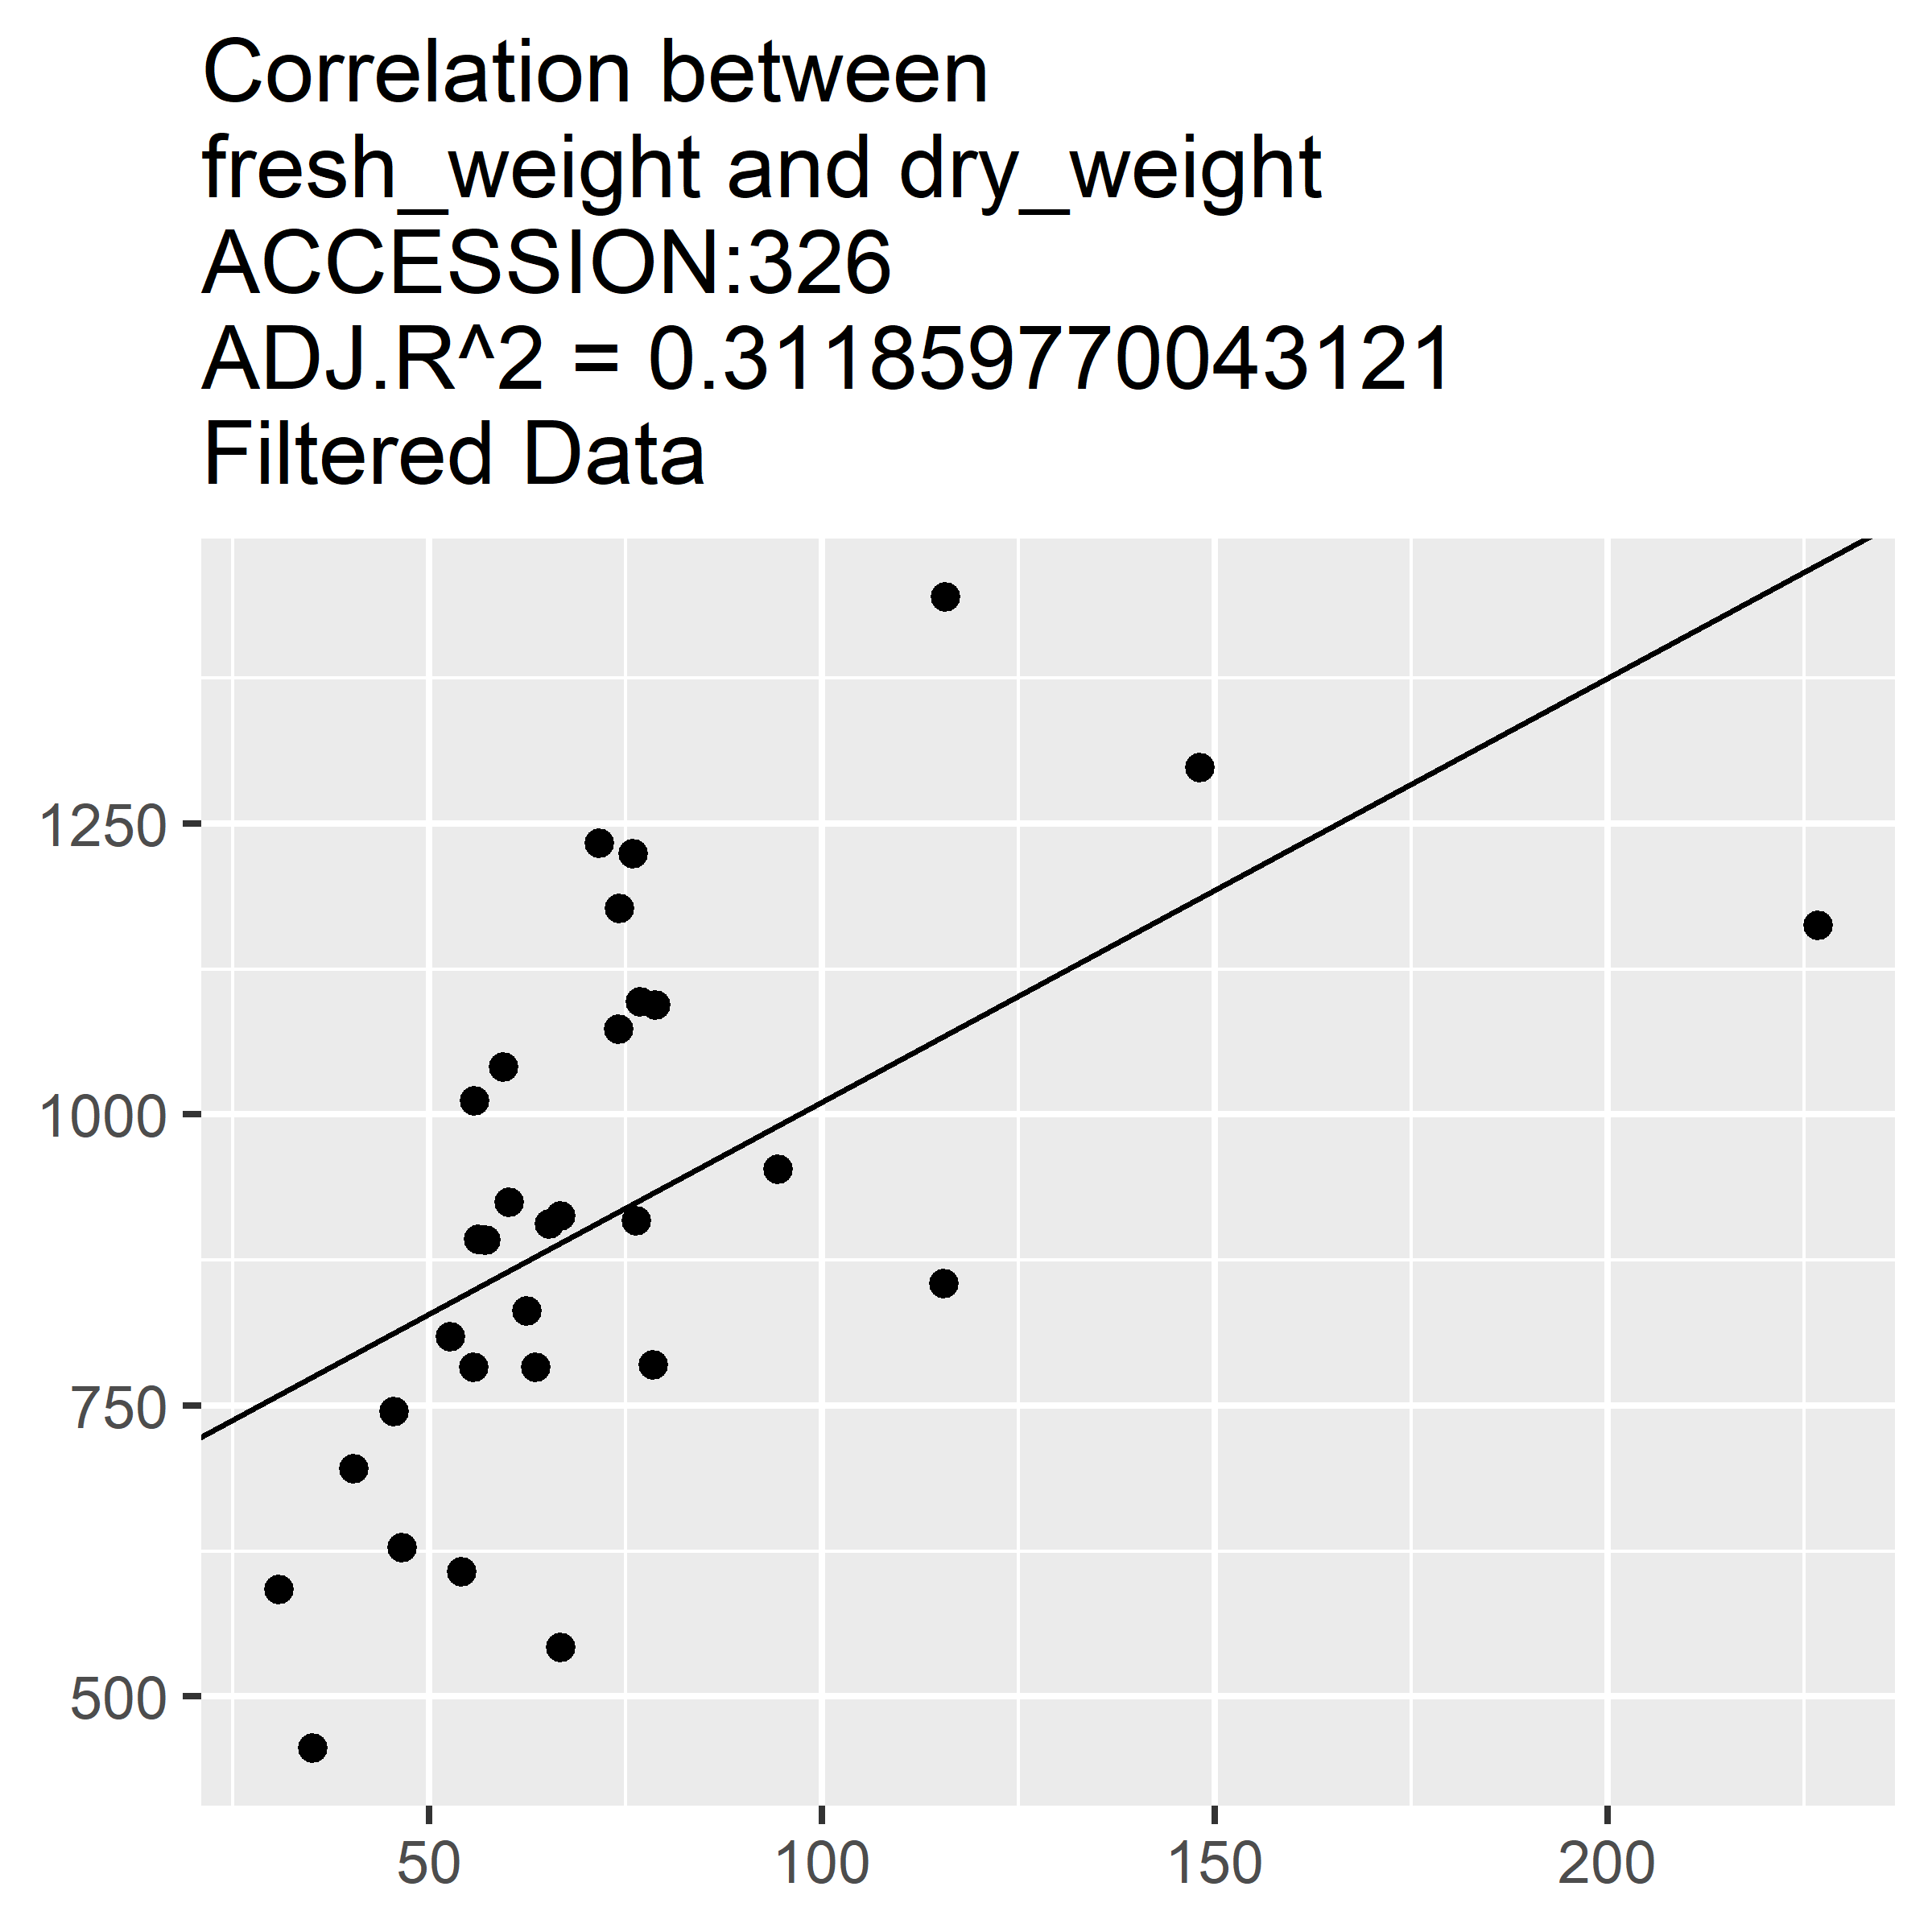 Correlation between
fresh_weight and dry_weight
ACCESSION:326
ADJ.R^2 = 0.311859770043121
Filtered Data
1250
1000
750
500
50 100 150 200